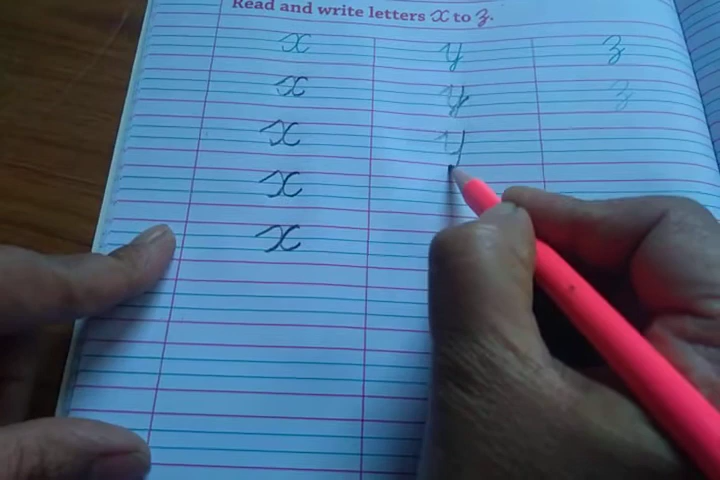 Read and write letters x to z.
x y z
x y z
x y
x
x